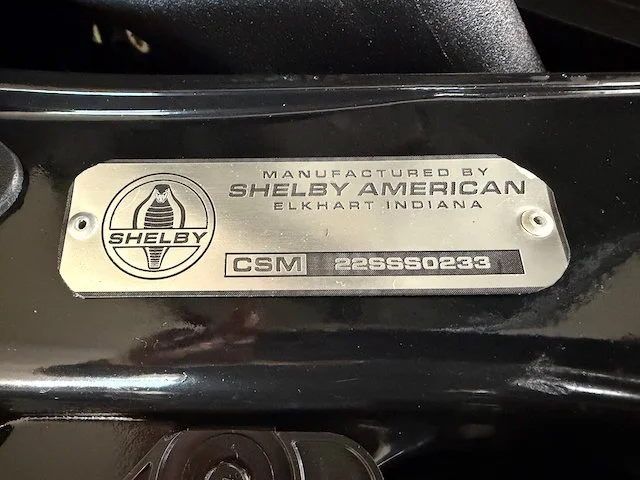 MANUFACTURED BY
SHELBY AMERICAN
ELKHART INDIANA
SHELBY
CSM 22SSS0233